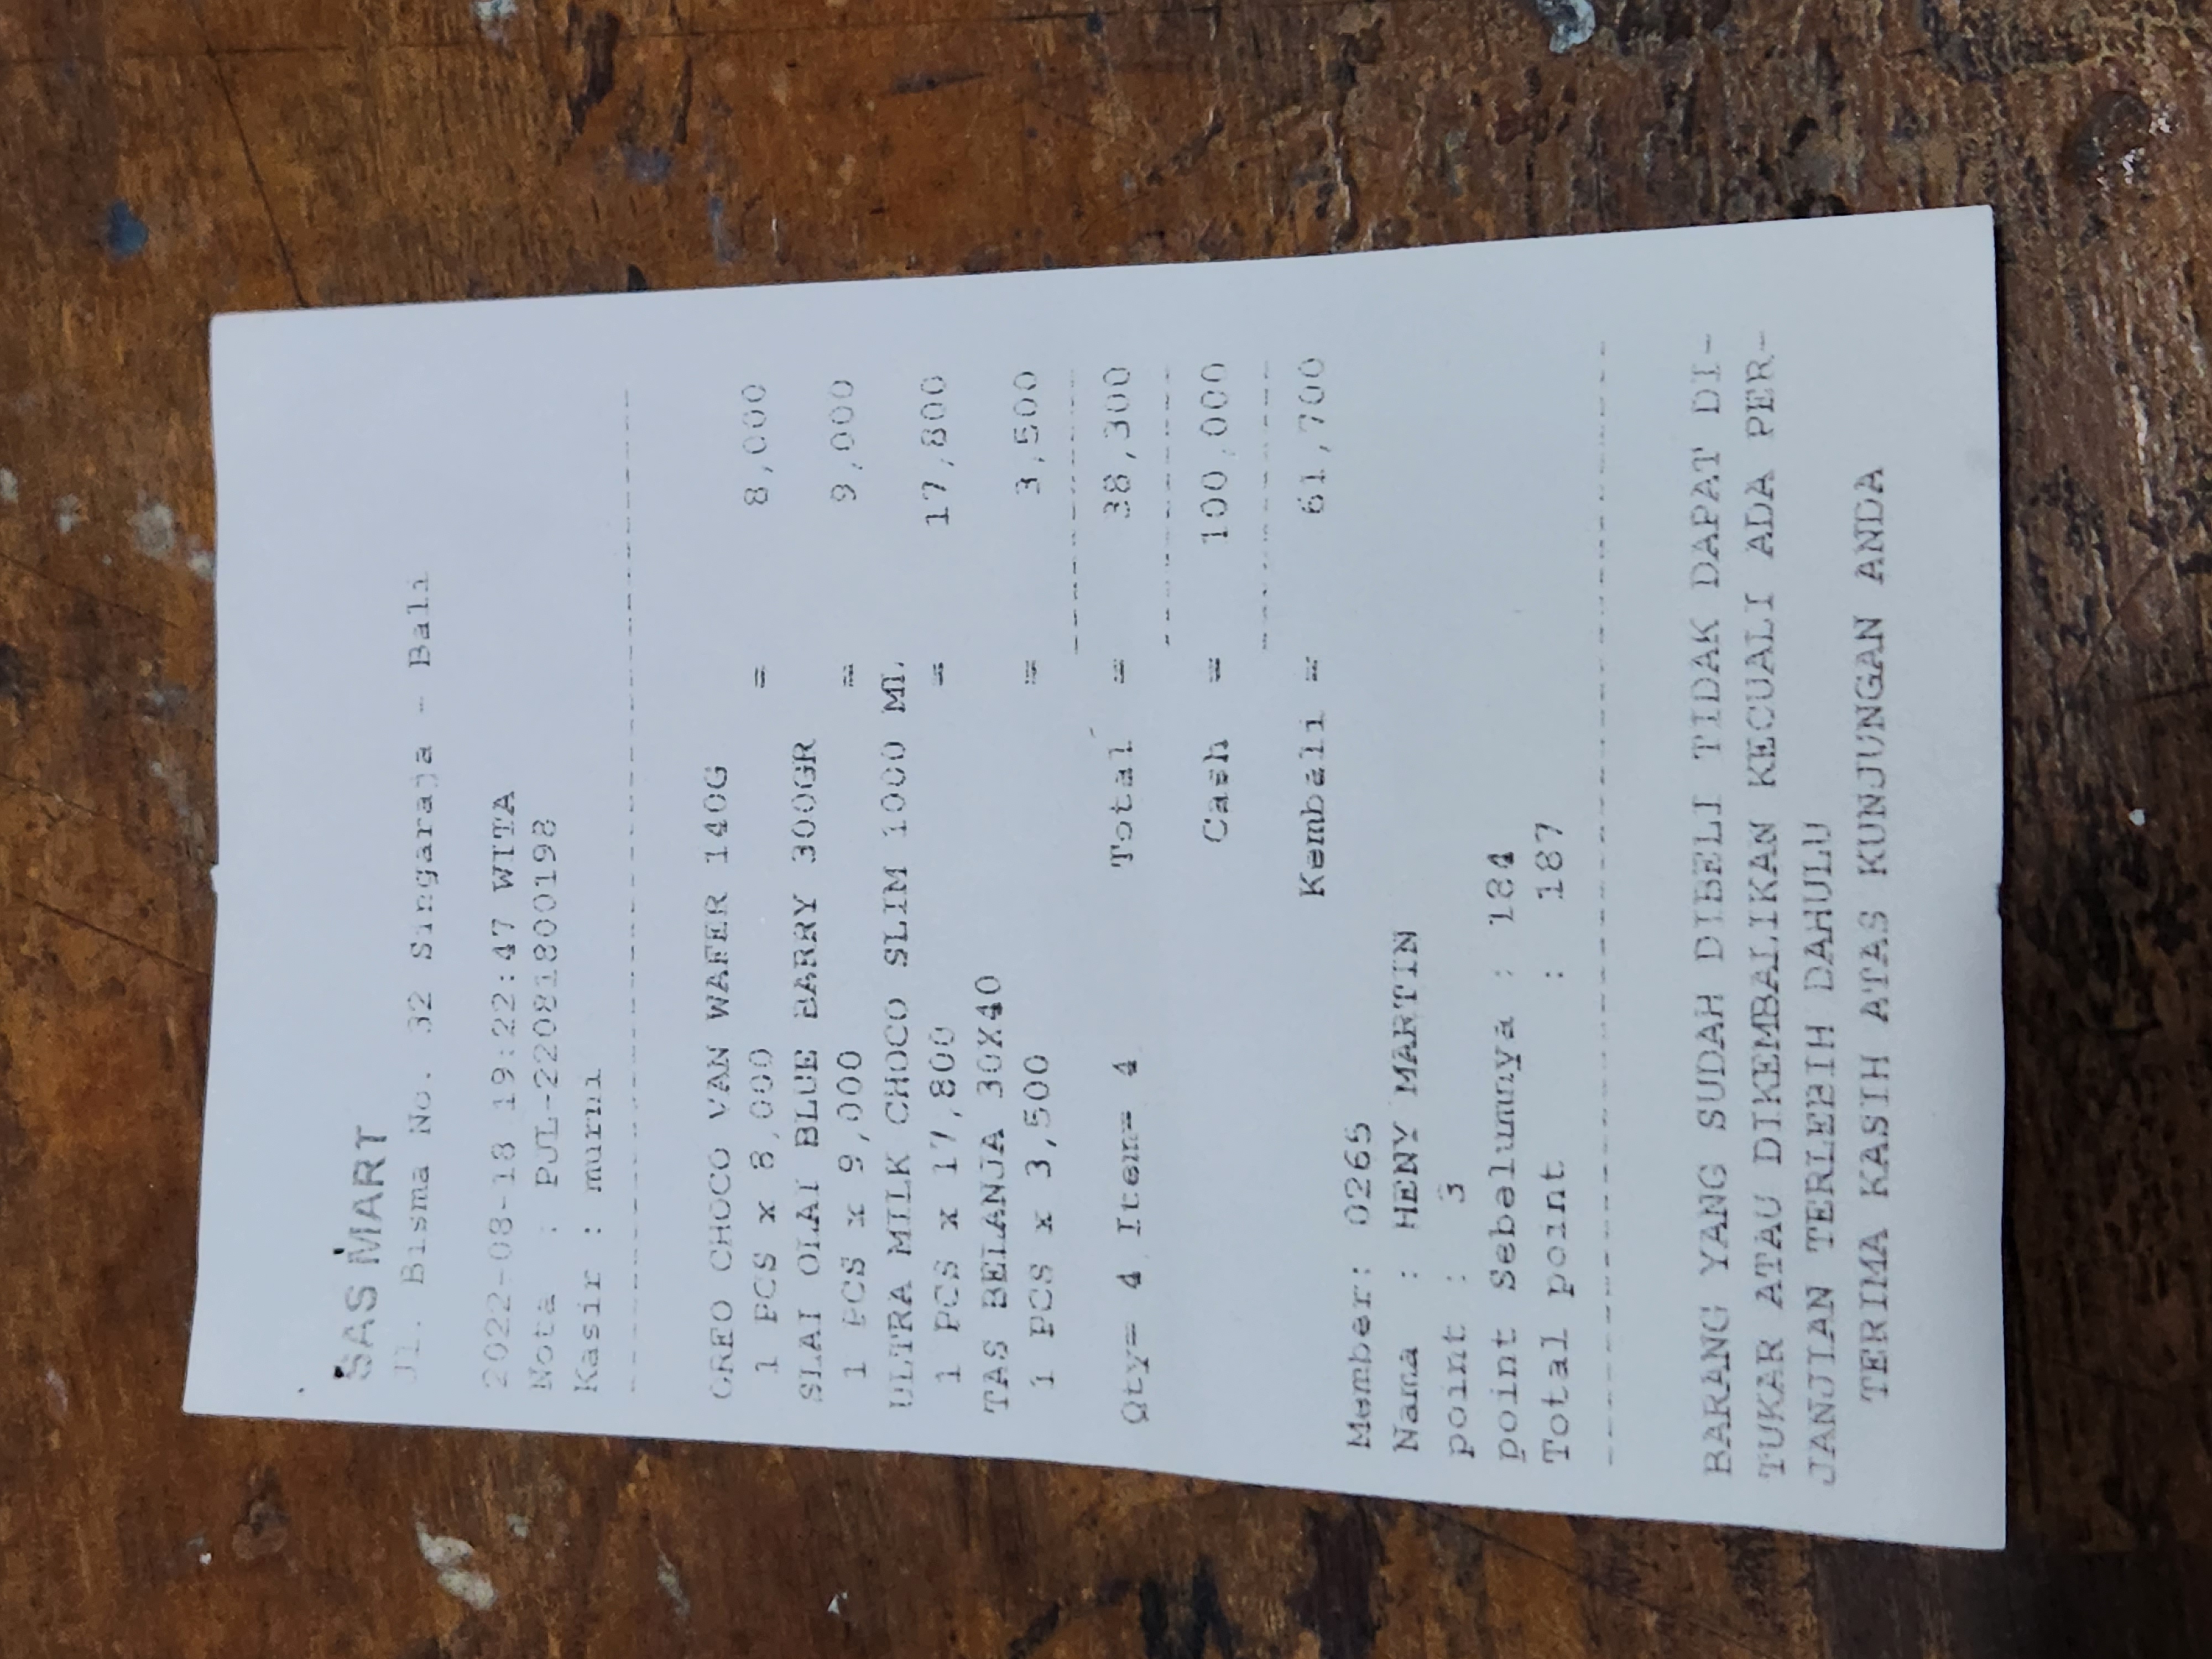 SAS MART
Jl. Bisma No. 32 Singaraja - Bali
2022-08-18 19:22:47 WITA
Nota : PJL-22081800198
Kasir : murni
OREO CHOCO VAN WAFER 140G
1 PCS x 8,000 = 8,000
SLAI OLAI BLUE BARRY 300GR
1 PCS x 9,000 = 9,000
ULTRA MILK CHOCO SLIM 1000 ML
1 PCS x 17,800 = 17,800
TAS BELANJA 30X40
1 PCS x 3,500 = 3,500
Qty= 4 Item= 4 Total = 38,300
Cash = 100,000
Kembali = 61,700
Member: 0265
Nama : HENY MARTIN
point : 3
point Sebelumnya : 184
Total point : 187
BARANG YANG SUDAH DIBELI TIDAK DAPAT DI-
TUKAR ATAU DIKEMBALIKAN KECUALI ADA PER-
JANJIAN TERLEBIH DAHULU
TERIMA KASIH ATAS KUNJUNGAN ANDA